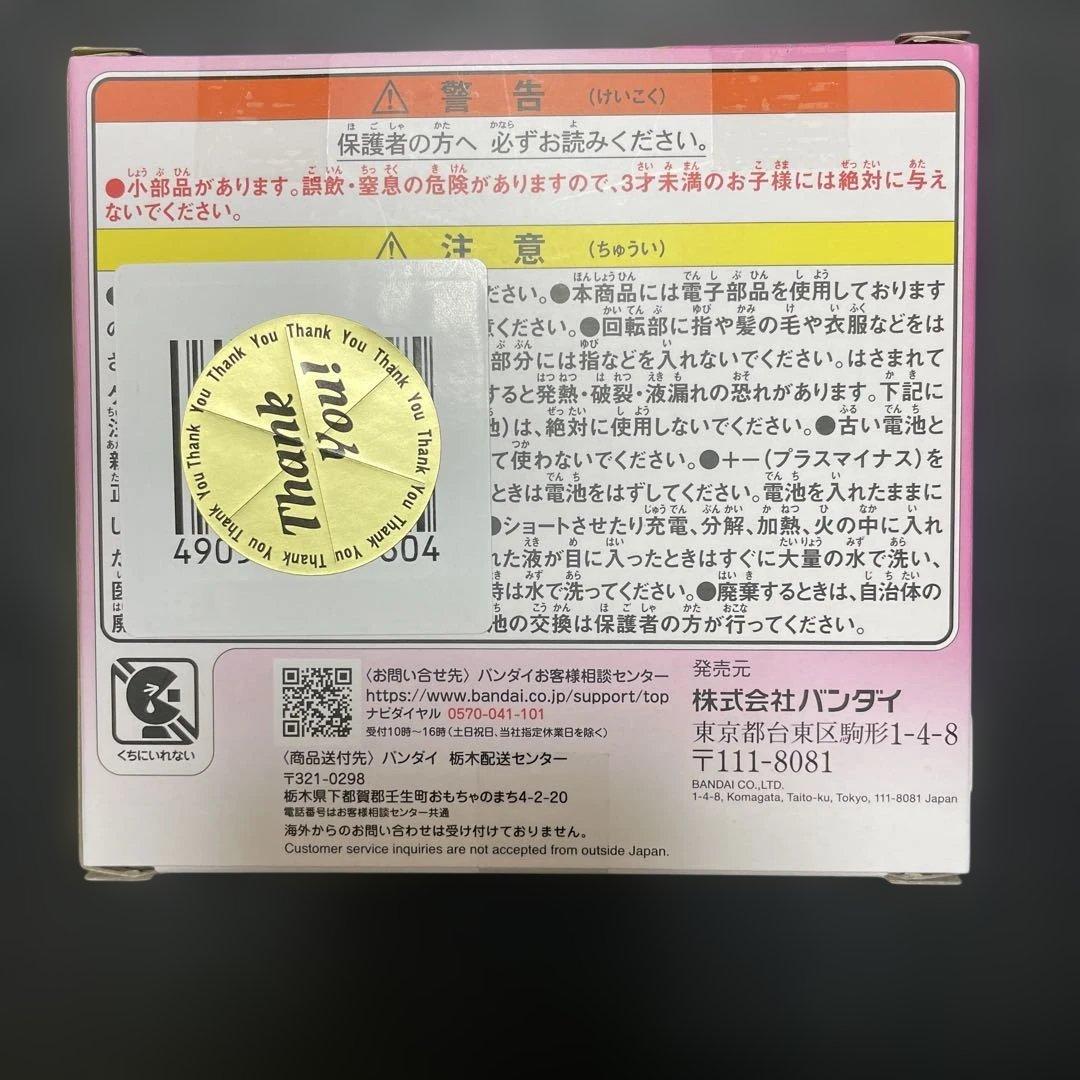 警告 (けいこく)
保護者の方へ 必ずお読みください。
●小部品があります。誤飲・窒息の危険がありますので、3才未満のお子様には絶対に与え
ないでください。
注意 (ちゅうい)
ださい。●本商品には電子部品を使用しております
意ください。●回転部に指や髪の毛や衣服などをは
部分には指などを入れないでください。はさまれて
すると発熱・破裂・液漏れの恐れがあります。下記に
池)は、絶対に使用しないでください。●古い電池と
て使わないでください。●+ー(プラスマイナス)を
ときは電池をはずしてください。電池を入れたままに
●ショートさせたり充電、分解、加熱、火の中に入れ
れた液が目に入ったときはすぐに大量の水で洗い、
時は水で洗ってください。●廃棄するときは、自治体の
池の交換は保護者の方が行ってください。
Thank You Thank You Thank You Thank You Thank You Thank You Thank You Thank You
Thank
You!
490
604
くちにいれない
〈お問い合せ先〉バンダイお客様相談センター
https://www.bandai.co.jp/support/top
ナビダイヤル 0570-041-101
受付10時～16時(土日祝日、当社指定休業日を除く)
〈商品送付先〉バンダイ 栃木配送センター
〒321-0298
栃木県下都賀郡壬生町おもちゃのまち4-2-20
電話番号はお客様相談センター共通
海外からのお問い合わせは受け付けておりません。
Customer service inquiries are not accepted from outside Japan.
発売元
株式会社バンダイ
東京都台東区駒形1-4-8
〒111-8081
BANDAI CO.,LTD.
1-4-8, Komagata, Taito-ku, Tokyo, 111-8081 Japan